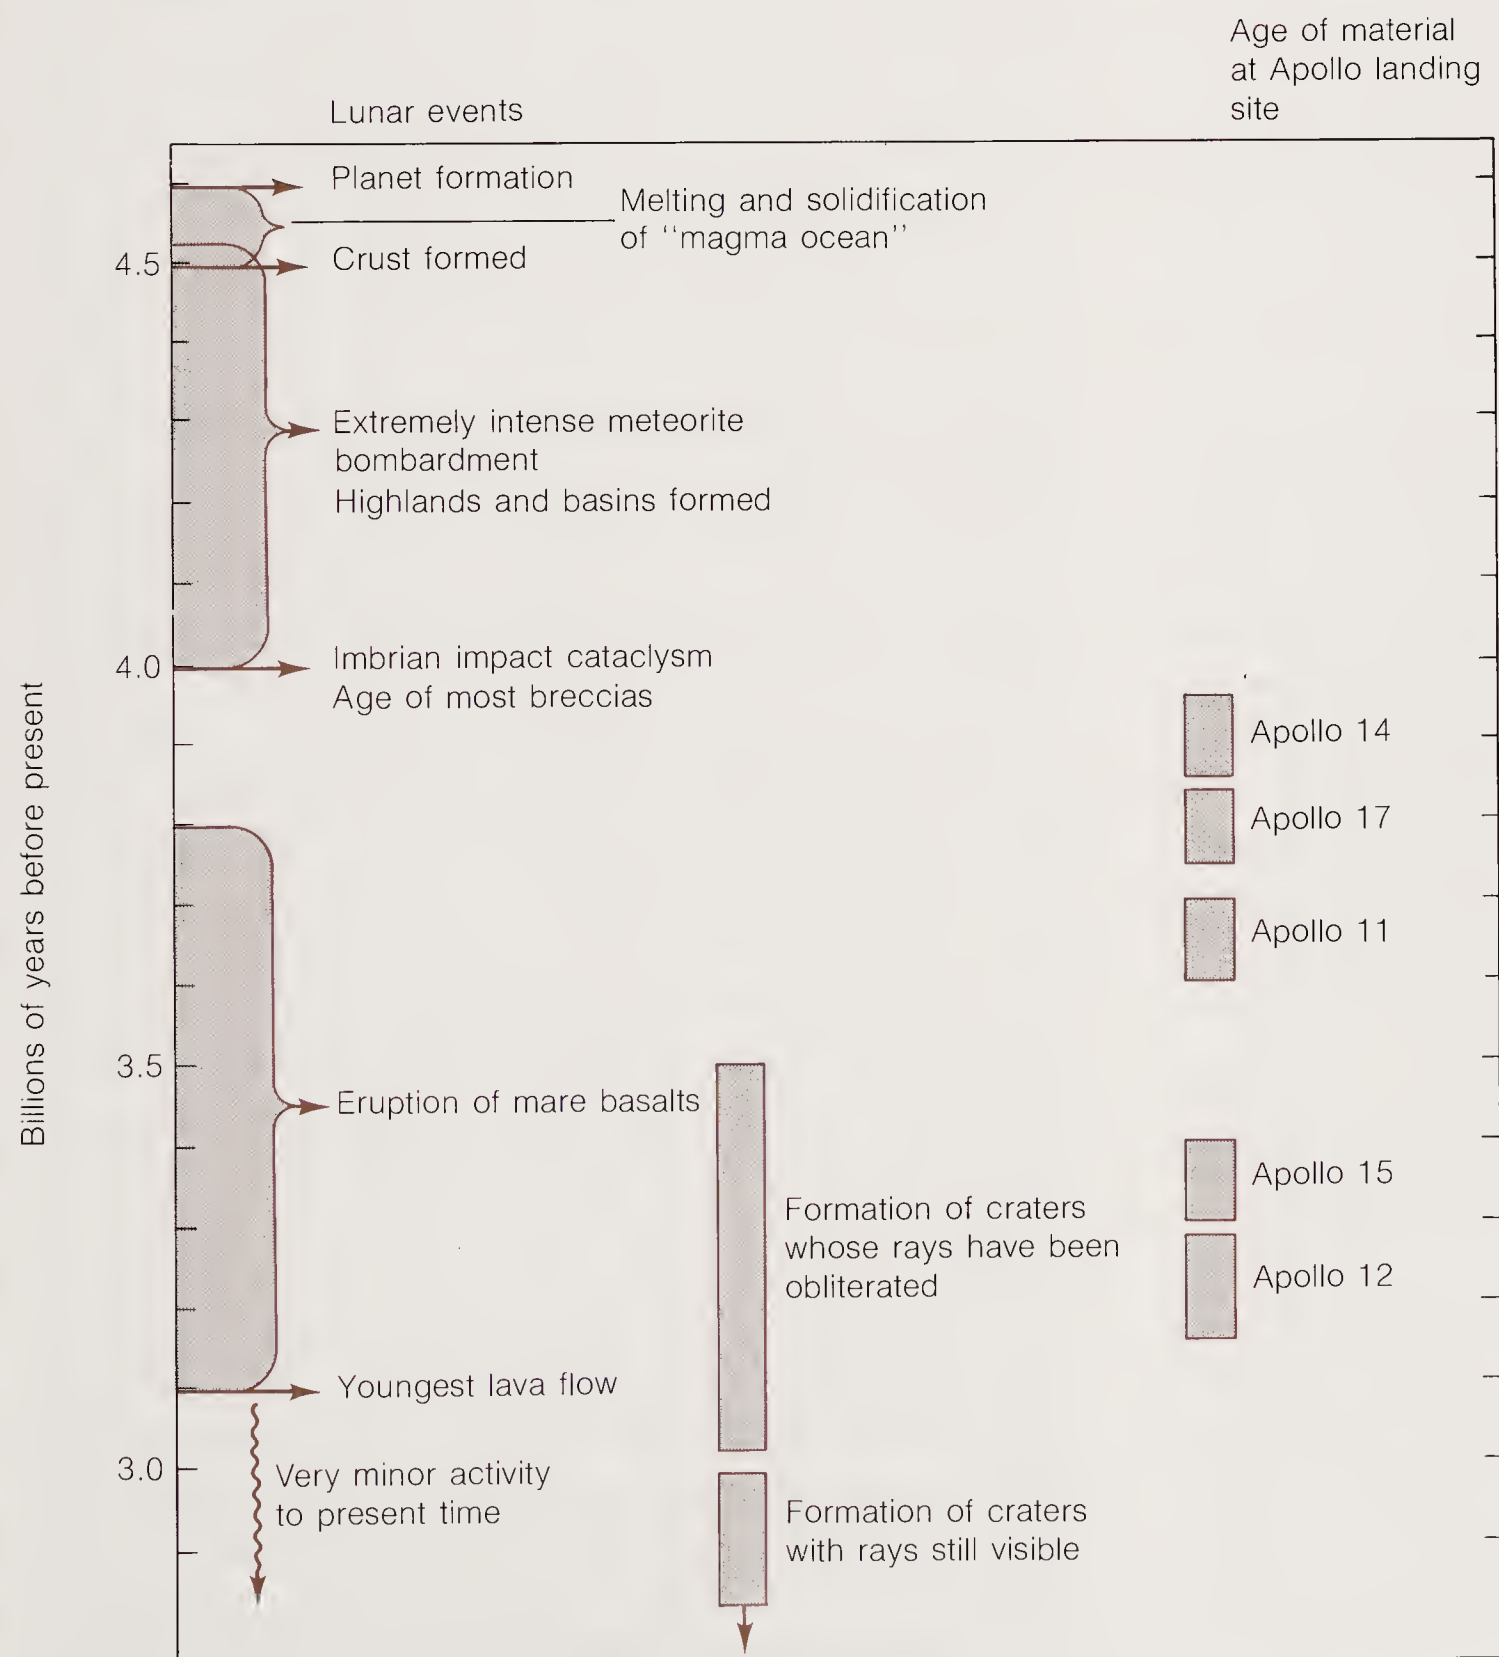 Age of material
at Apollo landing
site
Lunar events
Planet formation
Melting and solidification
of ‘‘magma ocean’’
4.5
Crust formed
Extremely intense meteorite
bombardment
Highlands and basins formed
4.0
Imbrian impact cataclysm
Age of most breccias
Billions of years before present
Apollo 14
Apollo 17
Apollo 11
3.5
Eruption of mare basalts
Apollo 15
Formation of craters
whose rays have been
obliterated
Apollo 12
Youngest lava flow
3.0
Very minor activity
to present time
Formation of craters
with rays still visible